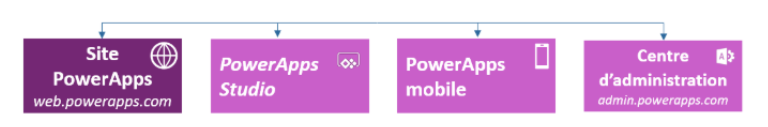 Site
PowerApps
web.powerapps.com
PowerApps
Studio
PowerApps
mobile
Centre
d'administration
admin.powerapps.com